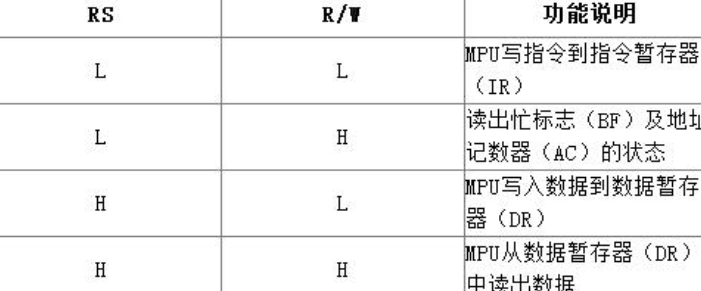 RS R/W 功能说明
L L MPU写指令到指令暂存器
（IR）
L H 读出忙标志（BF）及地址
记数器（AC）的状态
H L MPU写入数据到数据暂存
器（DR）
H H MPU从数据暂存器（DR）
中读出数据